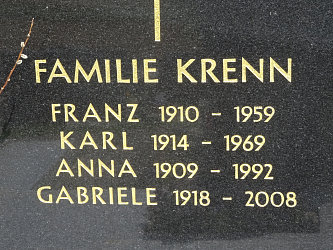 FAMILIE KRENN
FRANZ 1910 - 1959
KARL 1914 - 1969
ANNA 1909 - 1992
GABRIELE 1918 - 2008